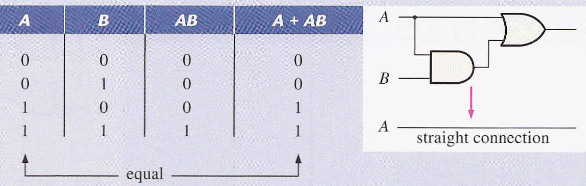 A B AB A + AB
0 0 0 0
0 1 0 0
1 0 0 1
1 1 1 1
equal
A
B
A
straight connection